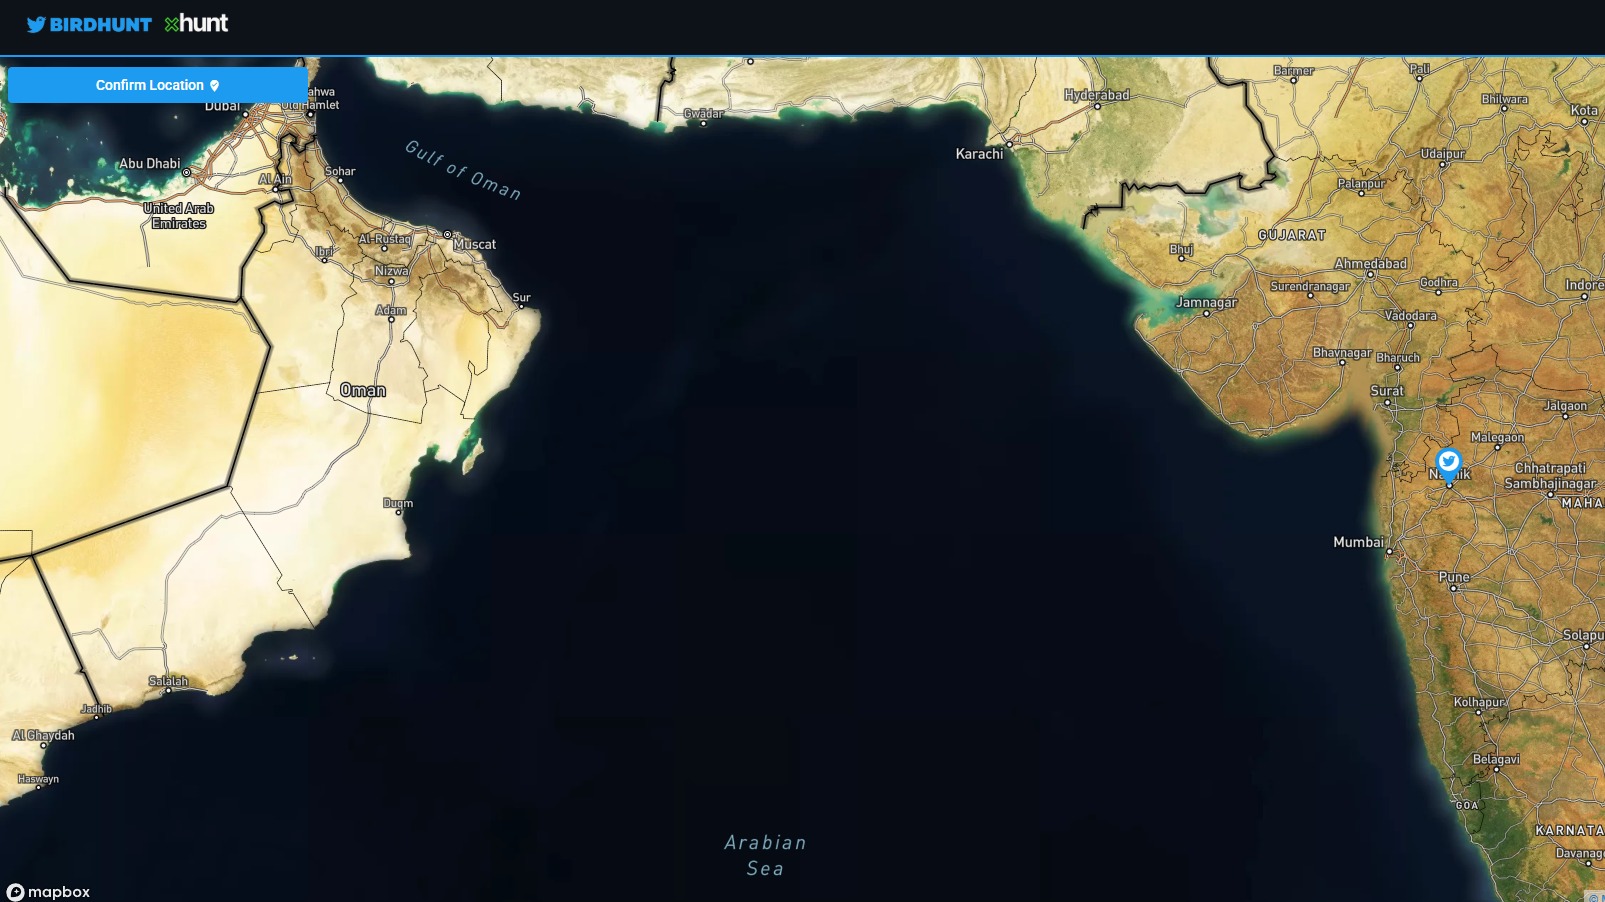 BIRDHUNT xhunt
Confirm Location
Dubai
Old Hamlet
Abu Dhabi
Al Ain
Sohar
United Arab
Emirates
Gulf of Oman
Muscat
Al-Rustaq
Ibri
Nizwa
Sur
Adam
Oman
Duqm
Salalah
Jadhib
Al Ghaydah
Haswayn
Gwadar
Karachi
Hyderabad
Barmer
Pali
Bhilwara
Kota
Udaipur
Palanpur
GUJARAT
Bhuj
Ahmedabad
Surendranagar
Godhra
Indore
Jamnagar
Vadodara
Bhavnagar
Bharuch
Surat
Jalgaon
Malegaon
Chhatrapati
Sambhajinagar
MAHA
Mumbai
Pune
Solapu
Kolhapur
Belagavi
GOA
KARNATA
Davanag
Arabian
Sea
mapbox